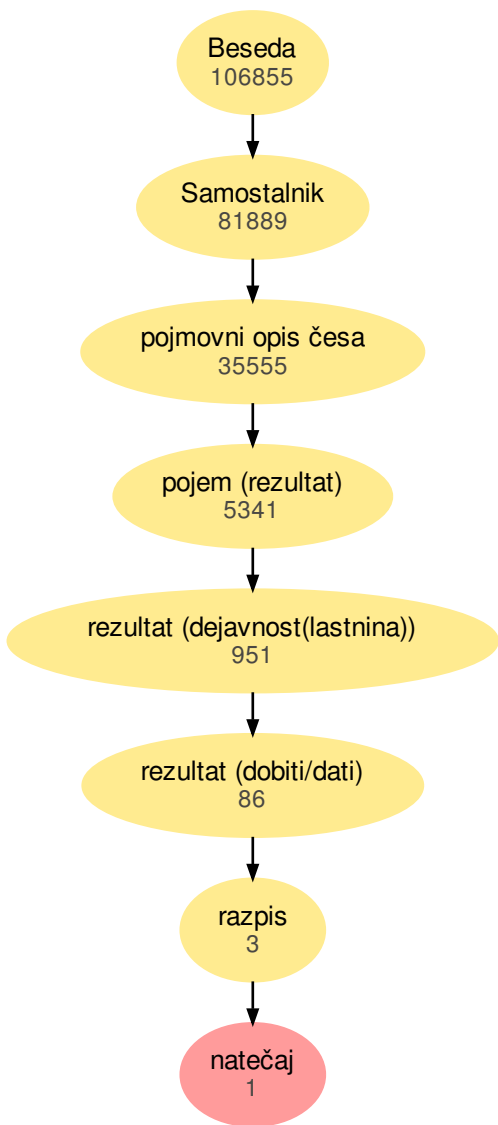 Beseda
106855
Samostalnik
81889
pojmovni opis česa
35555
pojem (rezultat)
5341
rezultat (dejavnost(lastnina))
951
rezultat (dobiti/dati)
86
razpis
3
natečaj
1